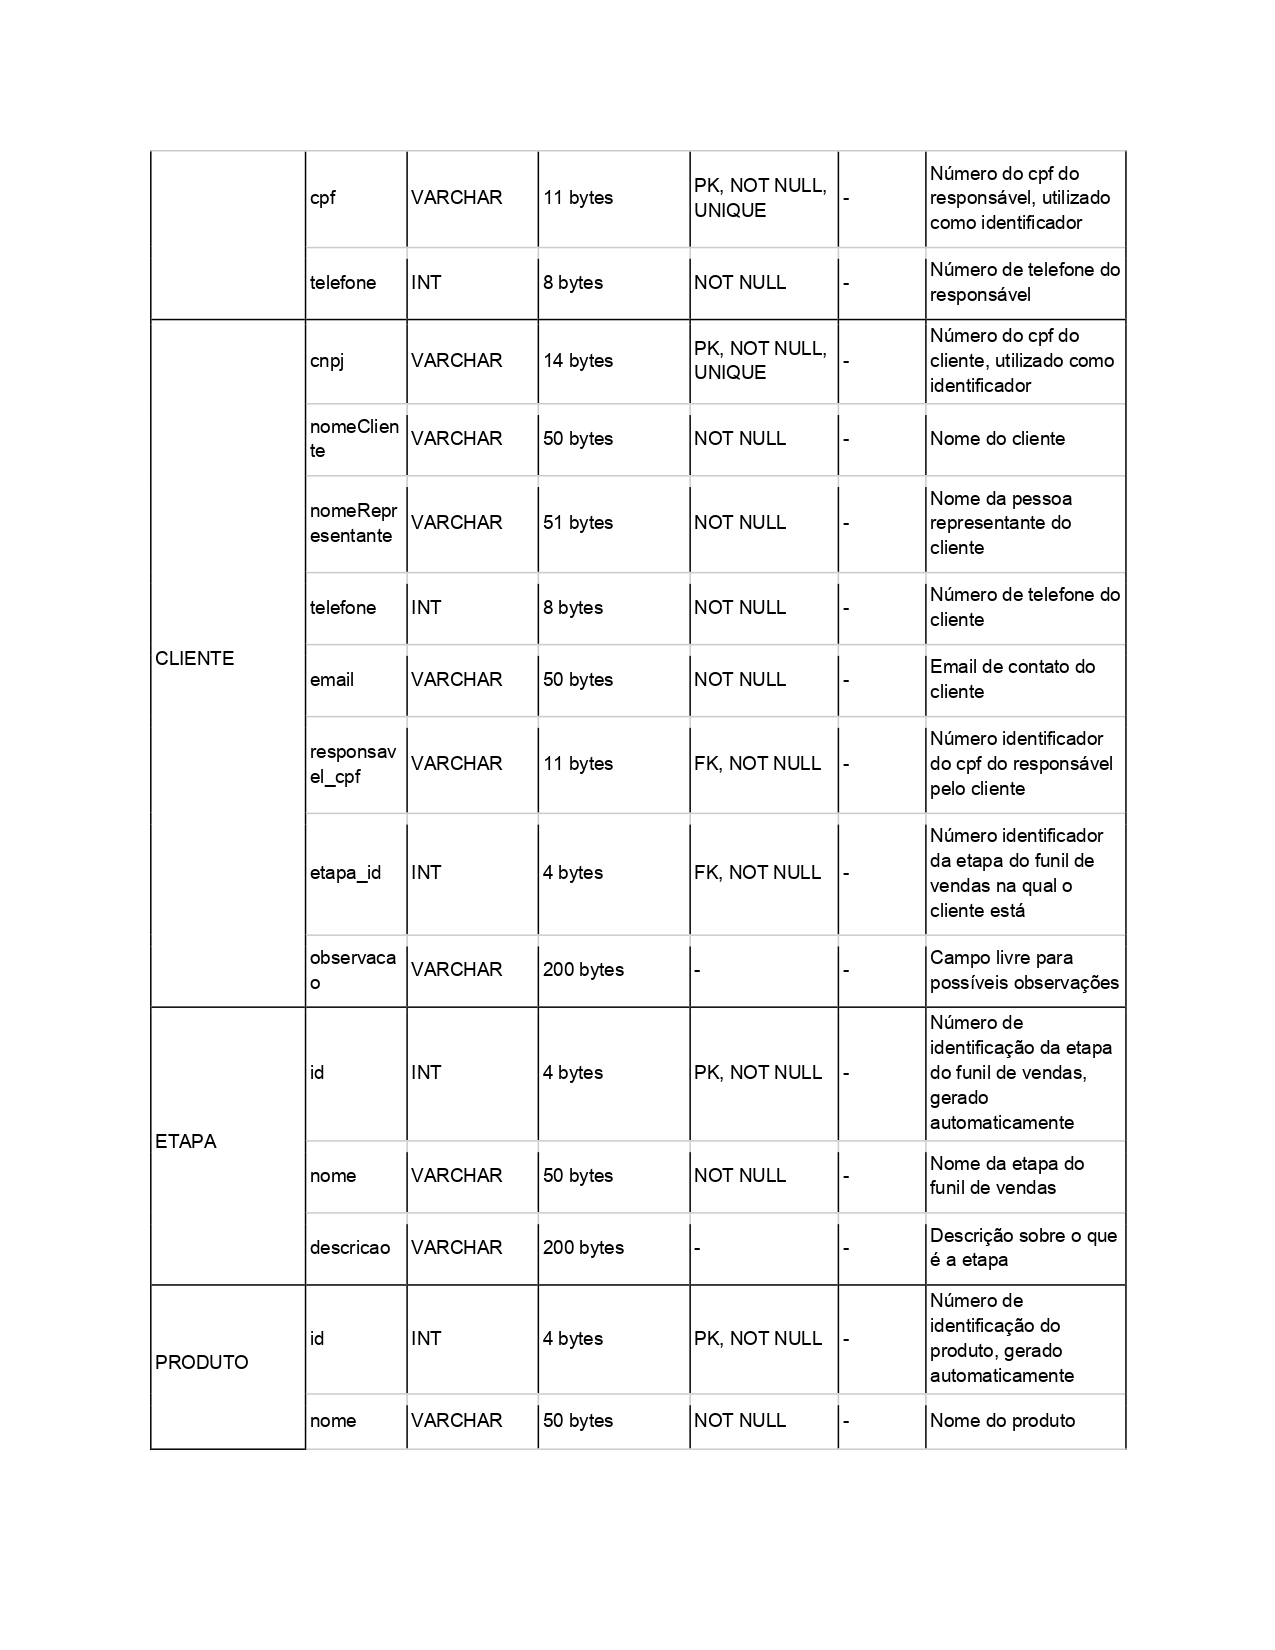 cpf VARCHAR 11 bytes PK, NOT NULL, UNIQUE - Número do cpf do responsável, utilizado como identificador
telefone INT 8 bytes NOT NULL - Número de telefone do responsável
CLIENTE
cnpj VARCHAR 14 bytes PK, NOT NULL, UNIQUE - Número do cpf do cliente, utilizado como identificador
nomeCliente VARCHAR 50 bytes NOT NULL - Nome do cliente
nomeRepresentante VARCHAR 51 bytes NOT NULL - Nome da pessoa representante do cliente
telefone INT 8 bytes NOT NULL - Número de telefone do cliente
email VARCHAR 50 bytes NOT NULL - Email de contato do cliente
responsavel_cpf VARCHAR 11 bytes FK, NOT NULL - Número identificador do cpf do responsável pelo cliente
etapa_id INT 4 bytes FK, NOT NULL - Número identificador da etapa do funil de vendas na qual o cliente está
observacao VARCHAR 200 bytes - - Campo livre para possíveis observações
ETAPA
id INT 4 bytes PK, NOT NULL - Número de identificação da etapa do funil de vendas, gerado automaticamente
nome VARCHAR 50 bytes NOT NULL - Nome da etapa do funil de vendas
descricao VARCHAR 200 bytes - - Descrição sobre o que é a etapa
PRODUTO
id INT 4 bytes PK, NOT NULL - Número de identificação do produto, gerado automaticamente
nome VARCHAR 50 bytes NOT NULL - Nome do produto